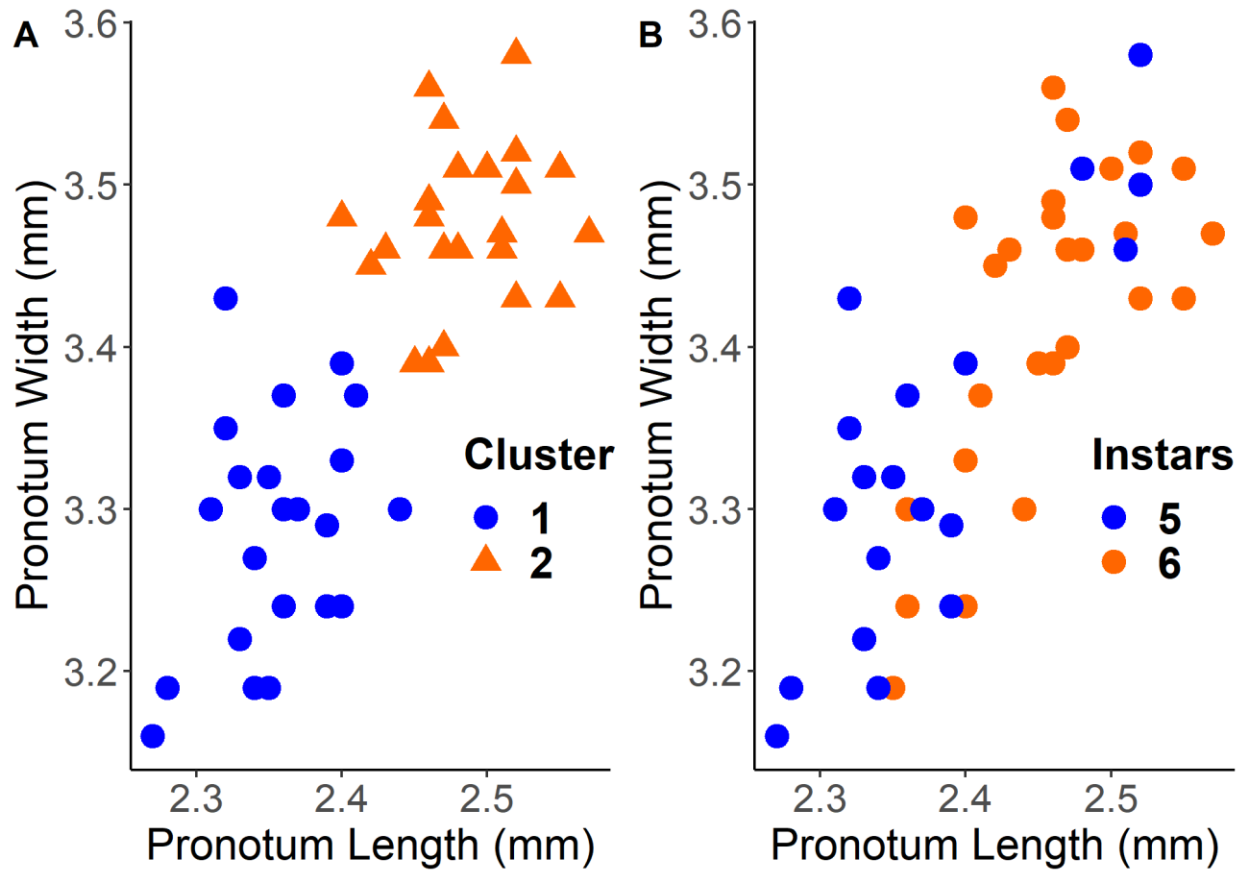 A
3.6
3.5
3.4
3.3
3.2
Pronotum Width (mm)
Cluster
1
2
2.3 2.4 2.5
Pronotum Length (mm)
B
3.6
3.5
3.4
3.3
3.2
Pronotum Width (mm)
Instars
5
6
2.3 2.4 2.5
Pronotum Length (mm)